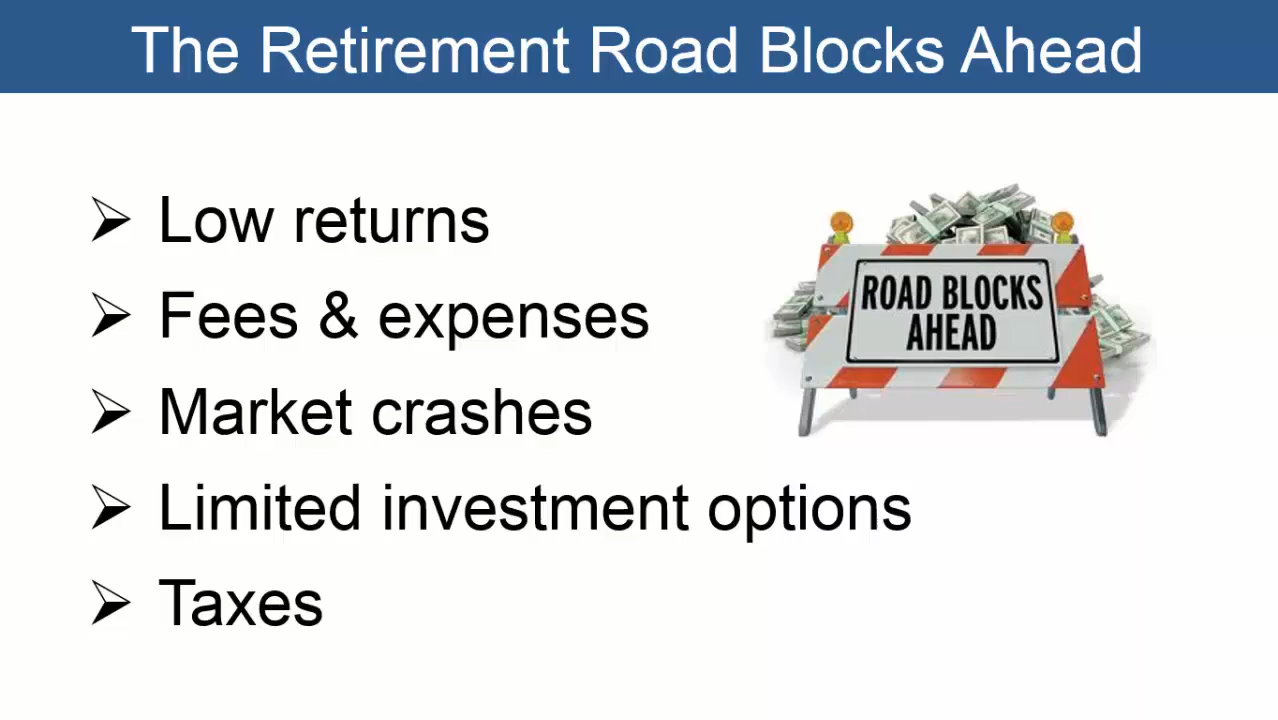 The Retirement Road Blocks Ahead
Low returns
Fees & expenses
Market crashes
Limited investment options
Taxes
ROAD BLOCKS
AHEAD